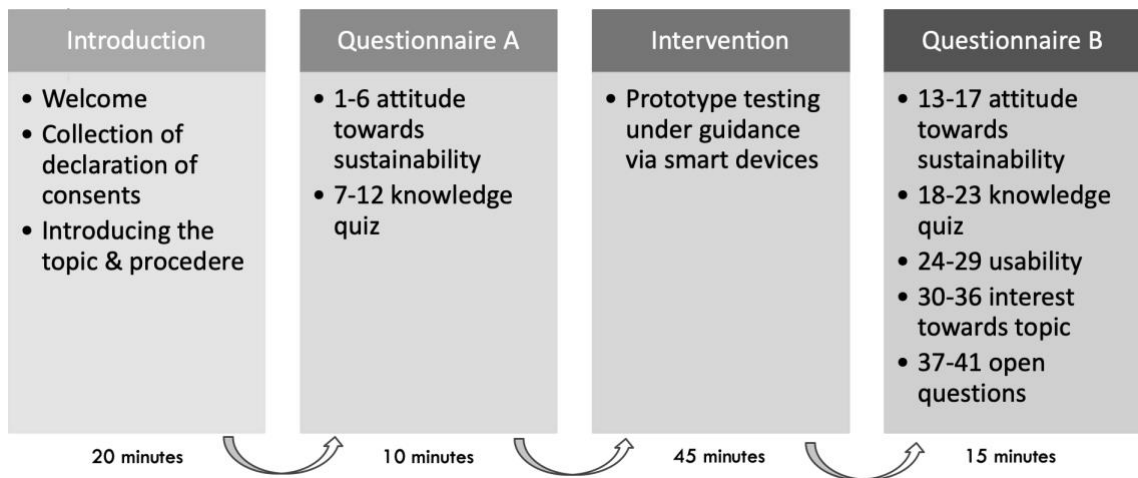 Introduction
• Welcome
• Collection of
declaration of
consents
• Introducing the
topic & procedere
20 minutes
Questionnaire A
• 1-6 attitude
towards
sustainability
• 7-12 knowledge
quiz
10 minutes
Intervention
• Prototype testing
under guidance
via smart devices
45 minutes
Questionnaire B
• 13-17 attitude
towards
sustainability
• 18-23 knowledge
quiz
• 24-29 usability
• 30-36 interest
towards topic
• 37-41 open
questions
15 minutes